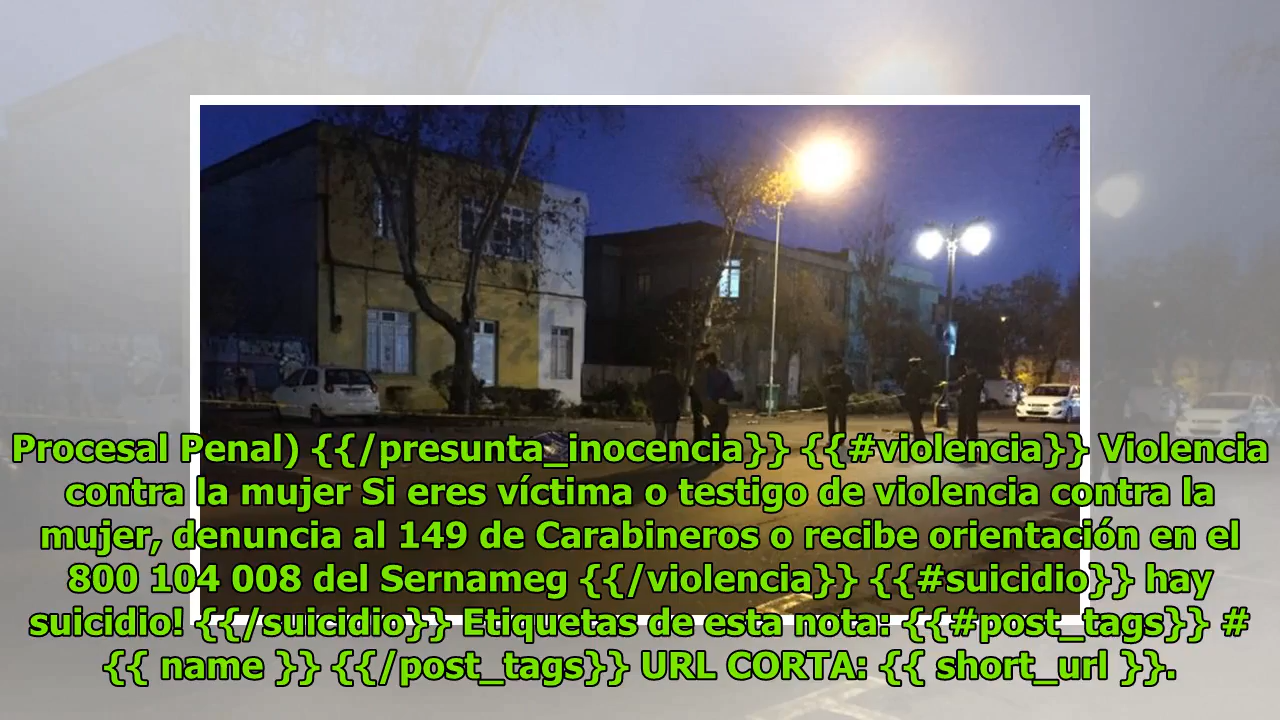 Procesal Penal) {{/presunta_inocencia}} {{#violencia}} Violencia
contra la mujer Si eres víctima o testigo de violencia contra la
mujer, denuncia al 149 de Carabineros o recibe orientación en el
800 104 008 del Sernameg {{/violencia}} {{#suicidio}} hay
suicidio! {{/suicidio}} Etiquetas de esta nota: {{#post_tags}} #
{{ name }} {{/post_tags}} URL CORTA: {{ short_url }}.